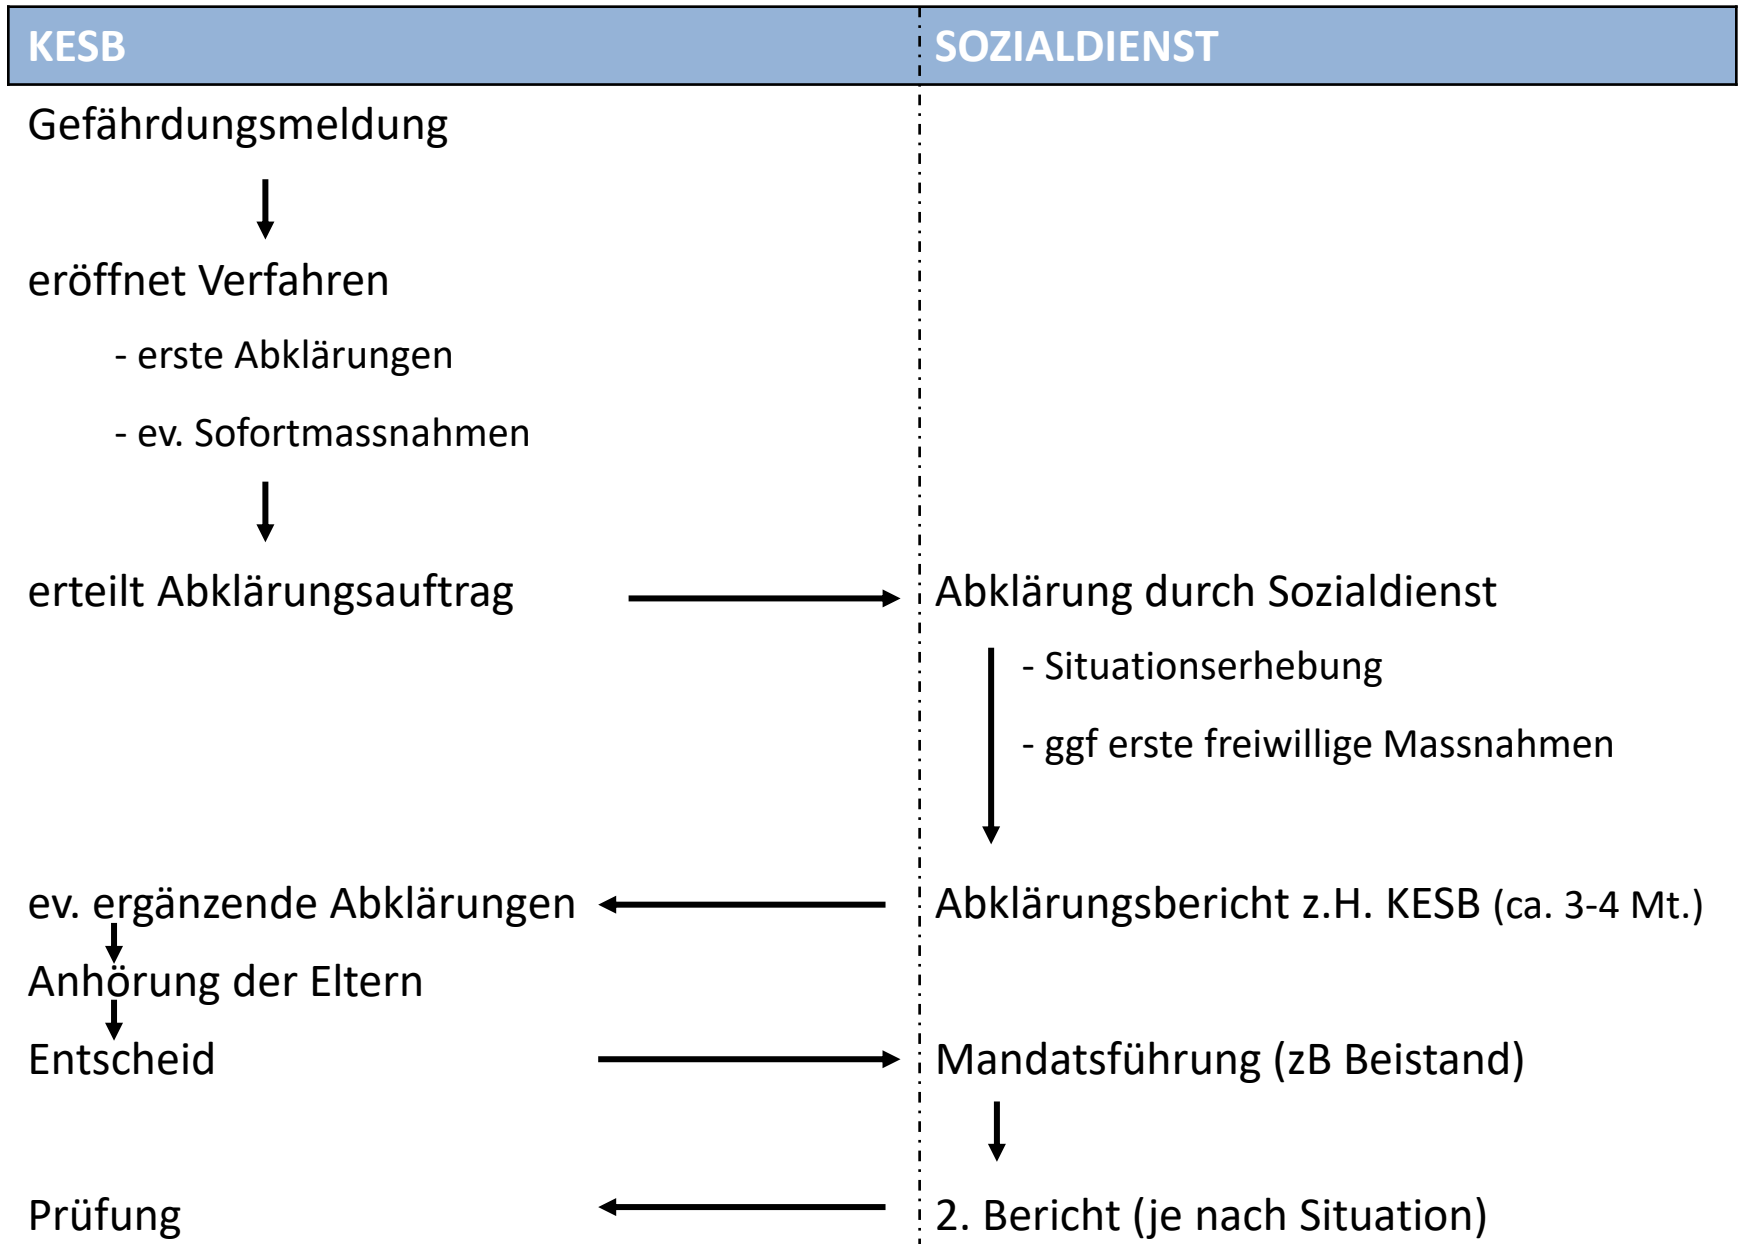 KESB
SOZIALDIENST
Gefährdungsmeldung
eröffnet Verfahren
- erste Abklärungen
- ev. Sofortmassnahmen
erteilt Abklärungsauftrag
Abklärung durch Sozialdienst
- Situationserhebung
- ggf erste freiwillige Massnahmen
ev. ergänzende Abklärungen
Abklärungsbericht z.H. KESB (ca. 3-4 Mt.)
Anhörung der Eltern
Entscheid
Mandatsführung (zB Beistand)
Prüfung
2. Bericht (je nach Situation)